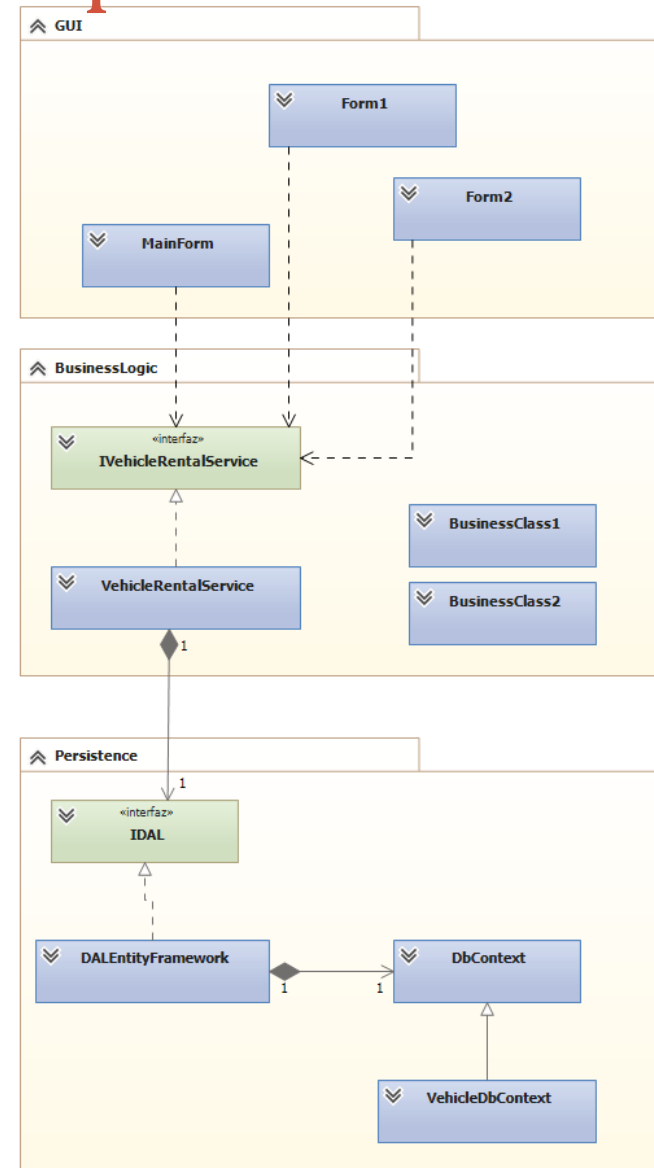 GUI
Form1
Form2
MainForm
BusinessLogic
«interfaz»
IVehicleRentalService
BusinessClass1
VehicleRentalService
BusinessClass2
1
Persistence
1
«interfaz»
IDAL
DALEntityFramework
DbContext
1
1
VehicleDbContext